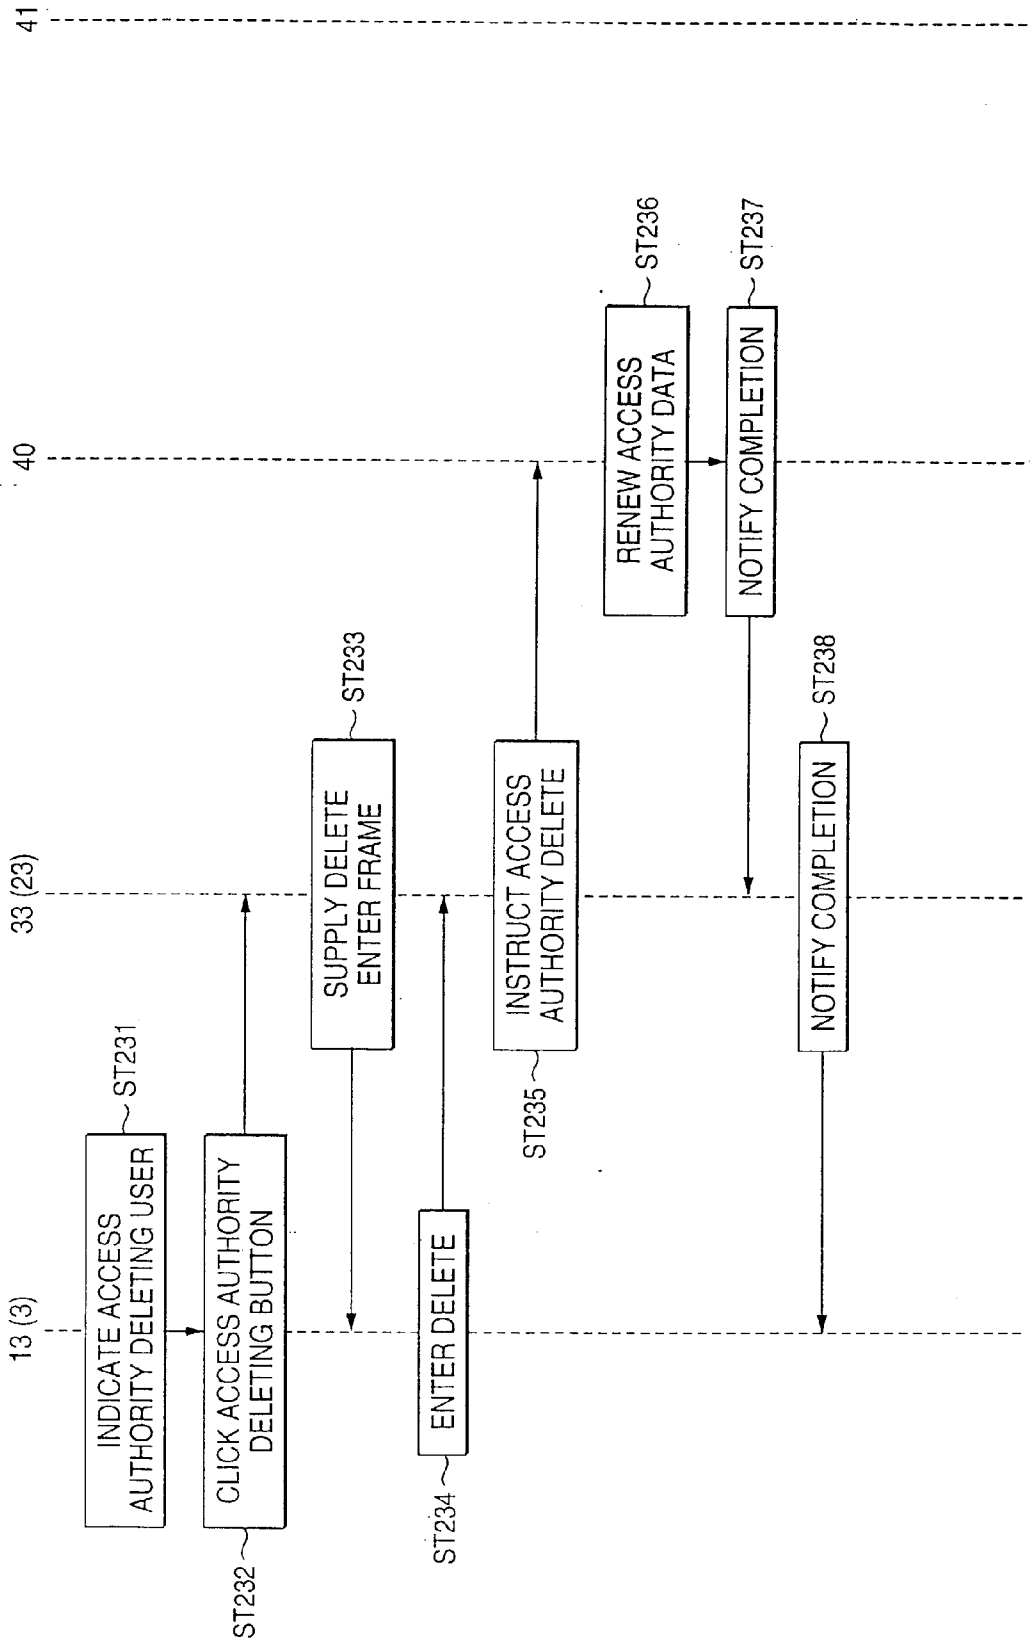 13 (3)
33 (23)
40
41
INDICATE ACCESS
AUTHORITY DELETING USER
ST231
CLICK ACCESS AUTHORITY
DELETING BUTTON
ST232
SUPPLY DELETE
ENTER FRAME
ST233
ENTER DELETE
ST234
INSTRUCT ACCESS
AUTHORITY DELETE
ST235
RENEW ACCESS
AUTHORITY DATA
ST236
NOTIFY COMPLETION
ST237
NOTIFY COMPLETION
ST238